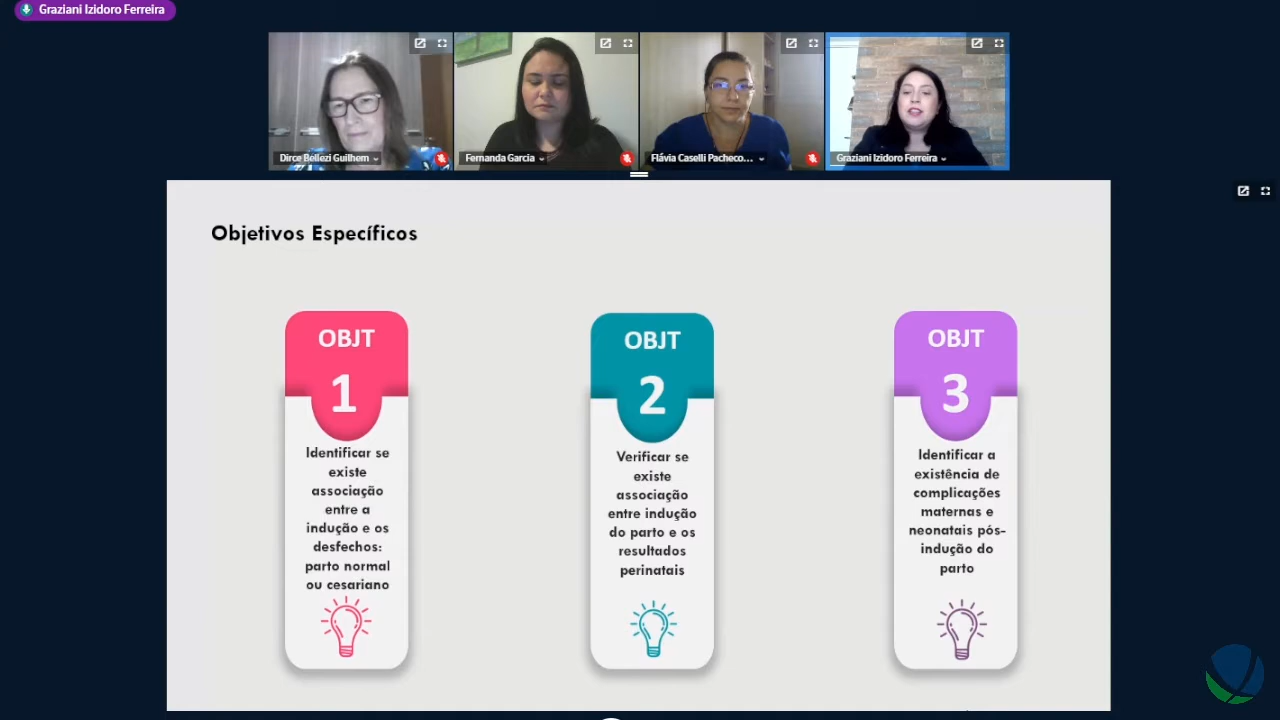 Graziani Izidoro Ferreira
Dirce Bellezi Guilhem
Fernanda Garcia
Flávia Caselli Pacheco...
Graziani Izidoro Ferreira
Objetivos Específicos
OBJT
1
Identificar se
existe
associação
entre a
indução e os
desfechos:
parto normal
ou cesariano
OBJT
2
Verificar se
existe
associação
entre indução
do parto e os
resultados
perinatais
OBJT
3
Identificar a
existência de
complicações
maternas e
neonatais pós-
indução do
parto